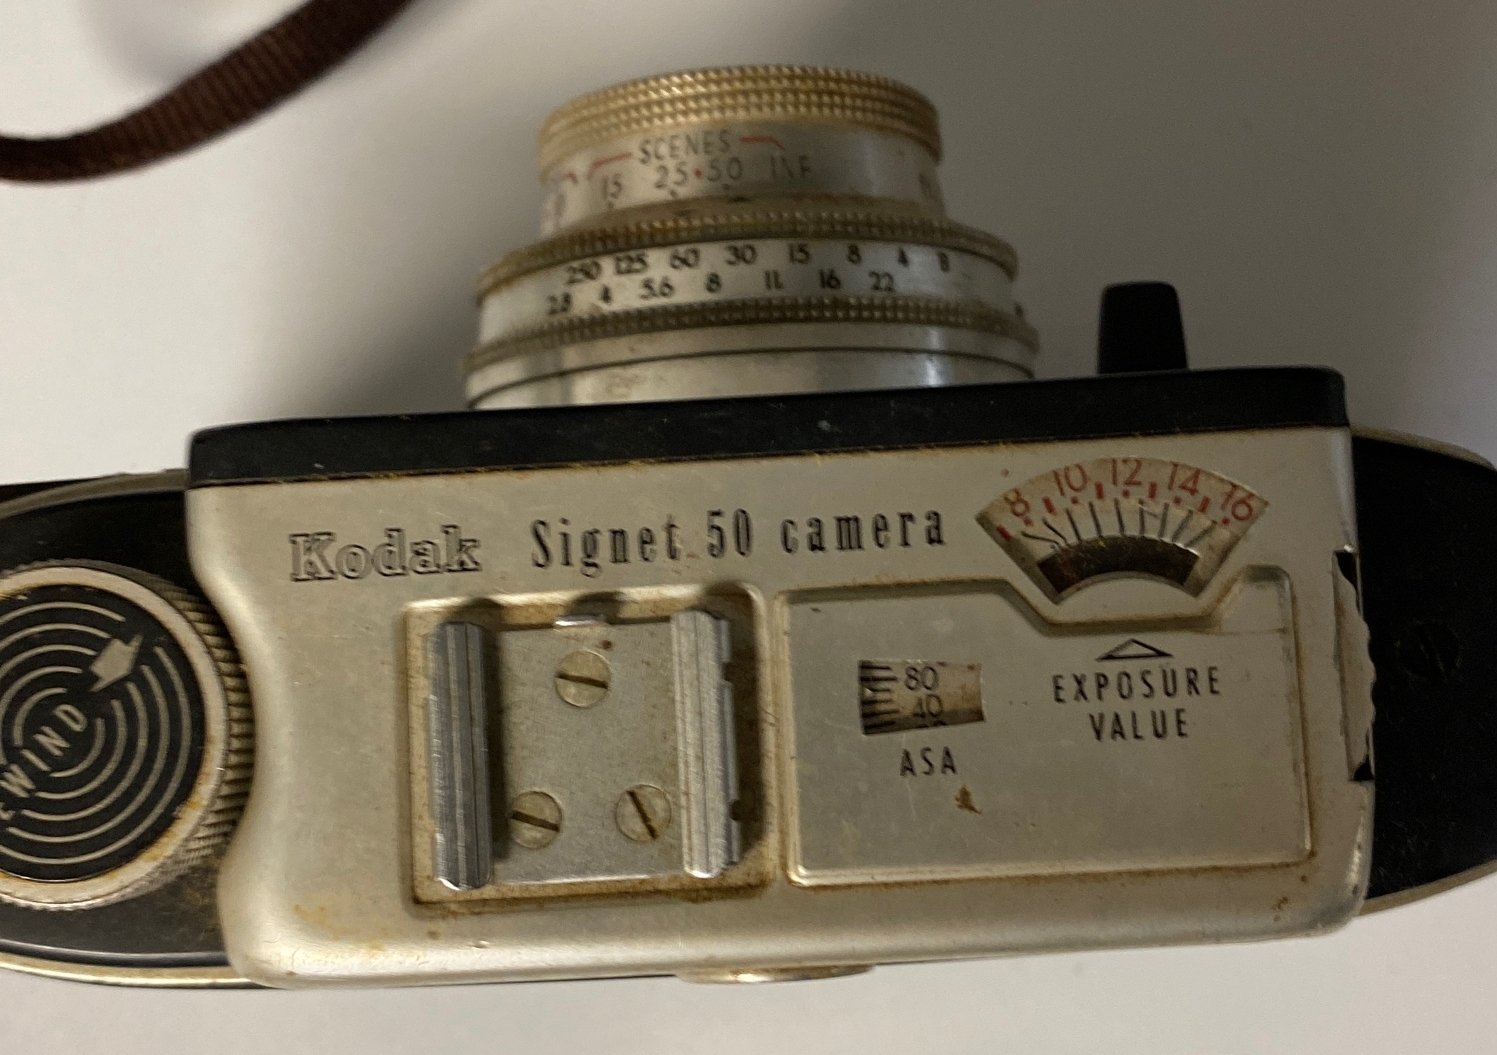 SCENES
15 25•50 INF
250 125 60 30 15 8 4 B
2.8 4 5.6 8 11 16 22
8 10 12 14 16
Kodak Signet 50 camera
80
40
ASA
EXPOSURE
VALUE